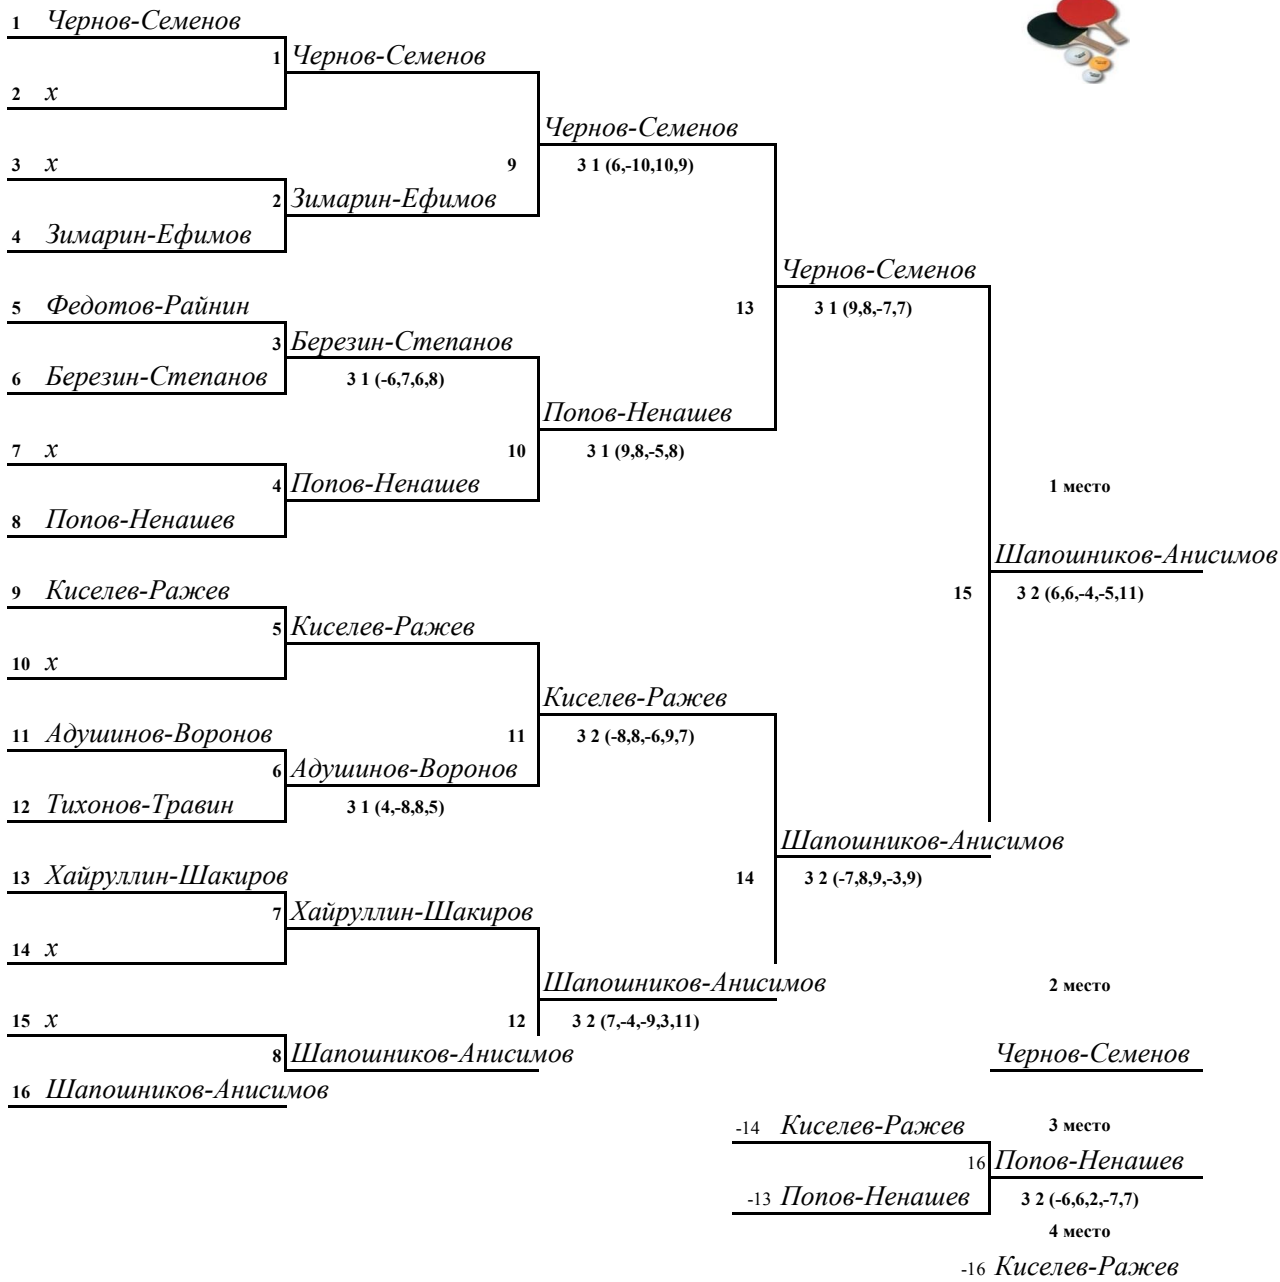 1 Чернов-Семенов
1 Чернов-Семенов
2 x
Чернов-Семенов
3 x
9
3 1 (6,-10,10,9)
2 Зимарин-Ефимов
4 Зимарин-Ефимов
Чернов-Семенов
5 Федотов-Райнин
13
3 1 (9,8,-7,7)
3 Березин-Степанов
6 Березин-Степанов
3 1 (-6,7,6,8)
Попов-Ненашев
7 x
10
3 1 (9,8,-5,8)
4 Попов-Ненашев
1 место
8 Попов-Ненашев
Шапошников-Анисимов
9 Киселев-Ражев
15
3 2 (6,6,-4,-5,11)
5 Киселев-Ражев
10 x
Киселев-Ражев
11 Адушинов-Воронов
11
3 2 (-8,8,-6,9,7)
6 Адушинов-Воронов
12 Тихонов-Травин
3 1 (4,-8,8,5)
Шапошников-Анисимов
13 Хайруллин-Шакиров
14
3 2 (-7,8,9,-3,9)
7 Хайруллин-Шакиров
14 x
Шапошников-Анисимов
2 место
15 x
12
3 2 (7,-4,-9,3,11)
8 Шапошников-Анисимов
Чернов-Семенов
16 Шапошников-Анисимов
-14 Киселев-Ражев
3 место
16 Попов-Ненашев
-13 Попов-Ненашев
3 2 (-6,6,2,-7,7)
4 место
-16 Киселев-Ражев